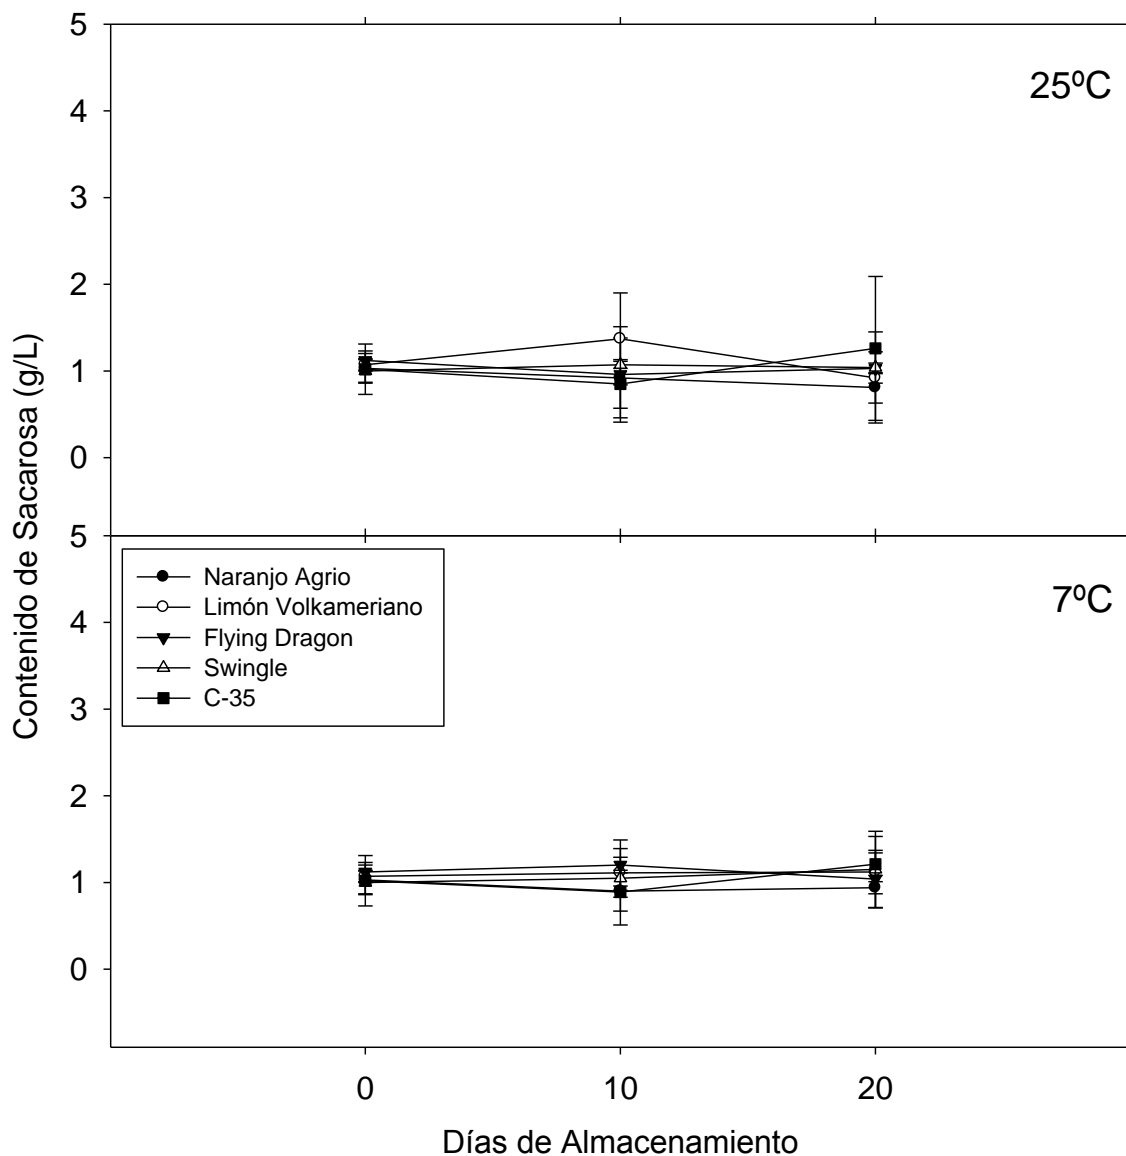 Contenido de Sacarosa (g/L)
25ºC
5
4
3
2
1
0
7ºC
5
4
3
2
1
0
Naranjo Agrio
Limón Volkameriano
Flying Dragon
Swingle
C-35
0 10 20
Días de Almacenamiento